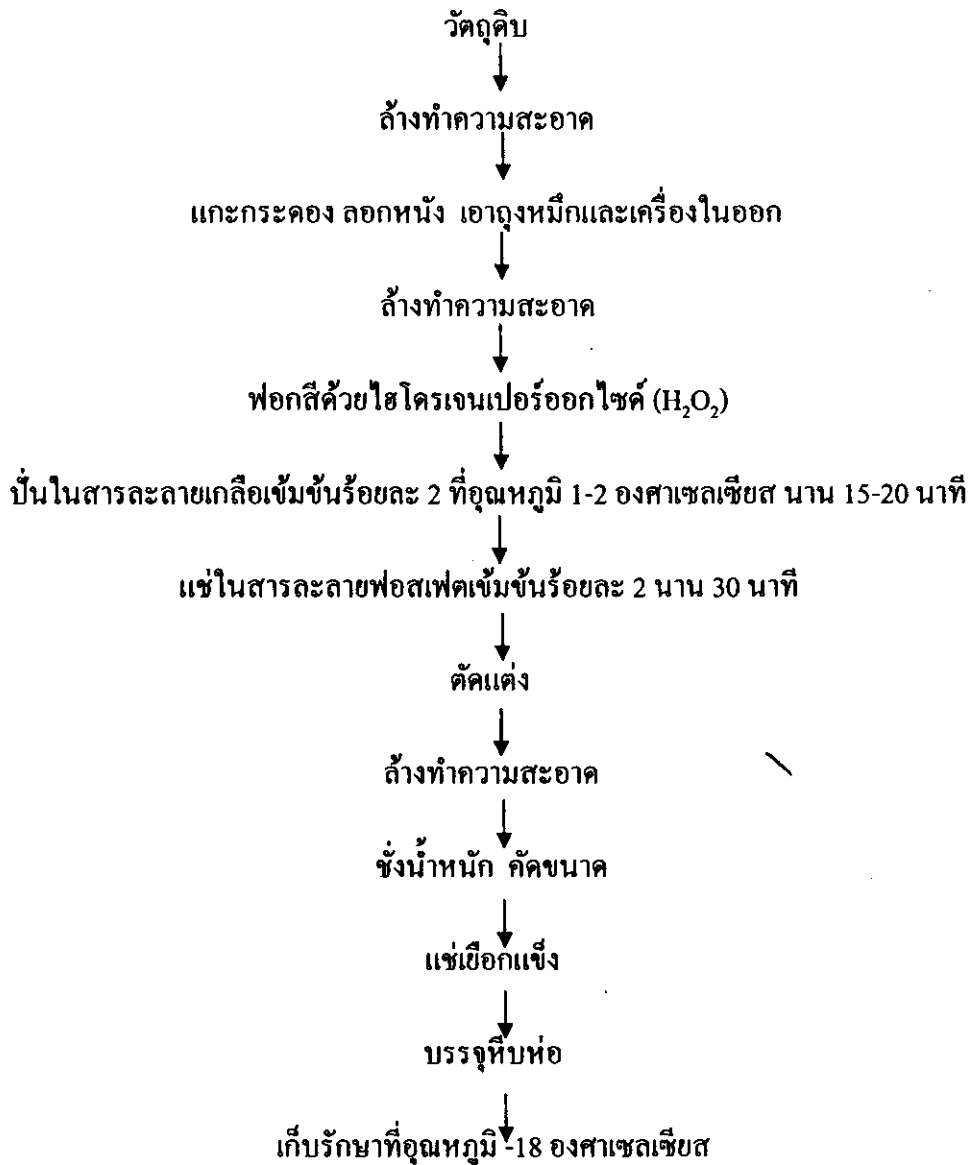 วัตถุดิบ
ล้างทำความสะอาด
แกะกระดอง ลอกหนัง เอาถุงหมึกและเครื่องในออก
ล้างทำความสะอาด
ฟอกสีด้วยไฮโดรเจนเปอร์ออกไซด์ (H₂O₂)
ปั่นในสารละลายเกลือเข้มข้นร้อยละ 2 ที่อุณหภูมิ 1-2 องศาเซลเซียส นาน 15-20 นาที
แช่ในสารละลายฟอสเฟตเข้มข้นร้อยละ 2 นาน 30 นาที
ตัดแต่ง
ล้างทำความสะอาด
ชั่งน้ำหนัก คัดขนาด
แช่เยือกแข็ง
บรรจุหีบห่อ
เก็บรักษาที่อุณหภูมิ -18 องศาเซลเซียส